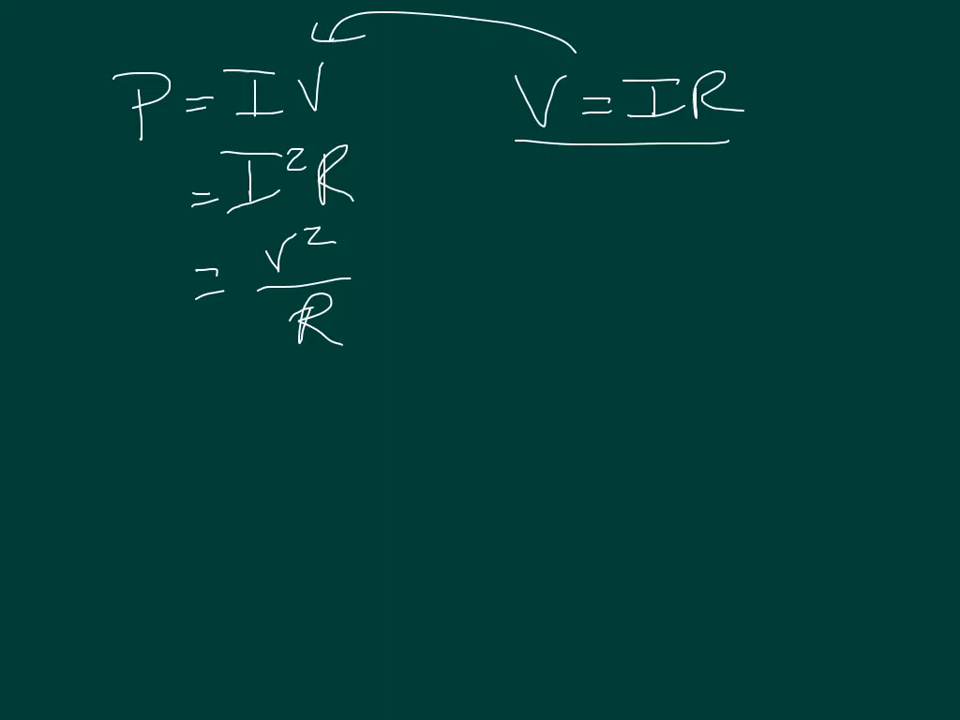 P = IV
V = IR
= I²R
= V²/R